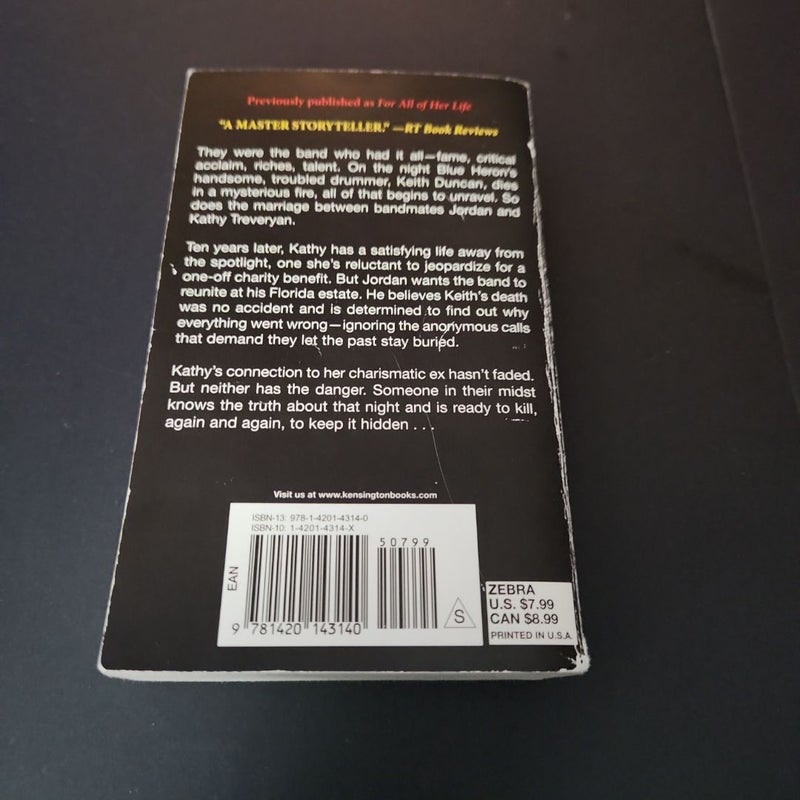 Previously published as For All of Her Life
"A MASTER STORYTELLER." —RT Book Reviews
They were the band who had it all—fame, critical
acclaim, riches, talent. On the night Blue Heron's
handsome, troubled drummer, Keith Duncan, dies
in a mysterious fire, all of that begins to unravel. So
does the marriage between bandmates Jordan and
Kathy Treveryan.
Ten years later, Kathy has a satisfying life away from
the spotlight, one she's reluctant to jeopardize for a
one-off charity benefit. But Jordan wants the band to
reunite at his Florida estate. He believes Keith's death
was no accident and is determined to find out why
everything went wrong—ignoring the anonymous calls
that demand they let the past stay buried.
Kathy's connection to her charismatic ex hasn't faded.
But neither has the danger. Someone in their midst
knows the truth about that night and is ready to kill,
again and again, to keep it hidden . . .
Visit us at www.kensingtonbooks.com
ISBN-13: 978-1-4201-4314-0
ISBN-10: 1-4201-4314-X
50799
EAN
9 781420 143140
S
ZEBRA
U.S. $7.99
CAN $8.99
PRINTED IN U.S.A.